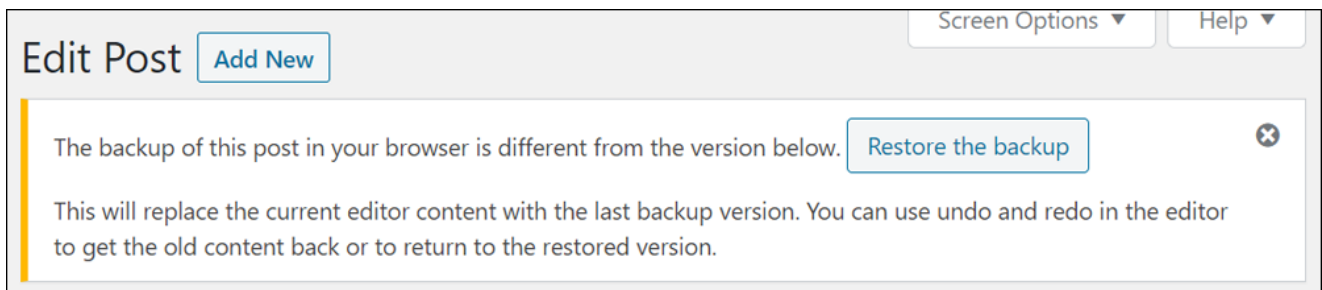 Screen Options ▼ Help ▼
Edit Post Add New
The backup of this post in your browser is different from the version below. Restore the backup
This will replace the current editor content with the last backup version. You can use undo and redo in the editor
to get the old content back or to return to the restored version.